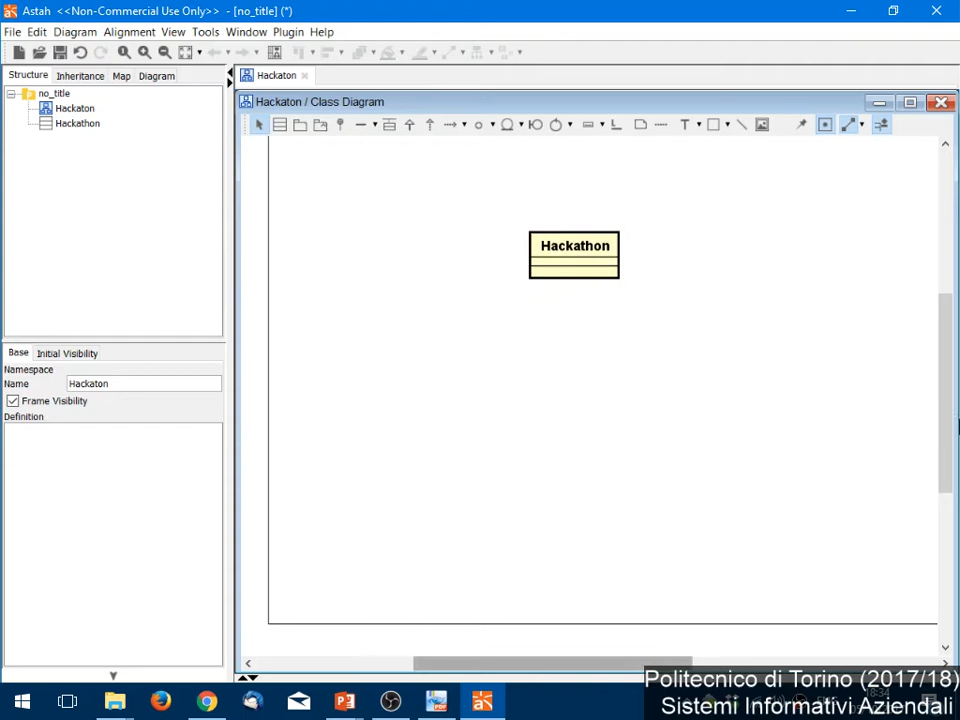 Astah <<Non-Commercial Use Only>> - [no_title] (*)
File Edit Diagram Alignment View Tools Window Plugin Help
Structure Inheritance Map Diagram
Hackaton
no_title
Hackaton
Hackathon
Hackaton / Class Diagram
T
Hackathon
Base Initial Visibility
Namespace
Name Hackaton
Frame Visibility
Definition
Politecnico di Torino (2017/18)
18:34
Sistemi Informativi Aziendali